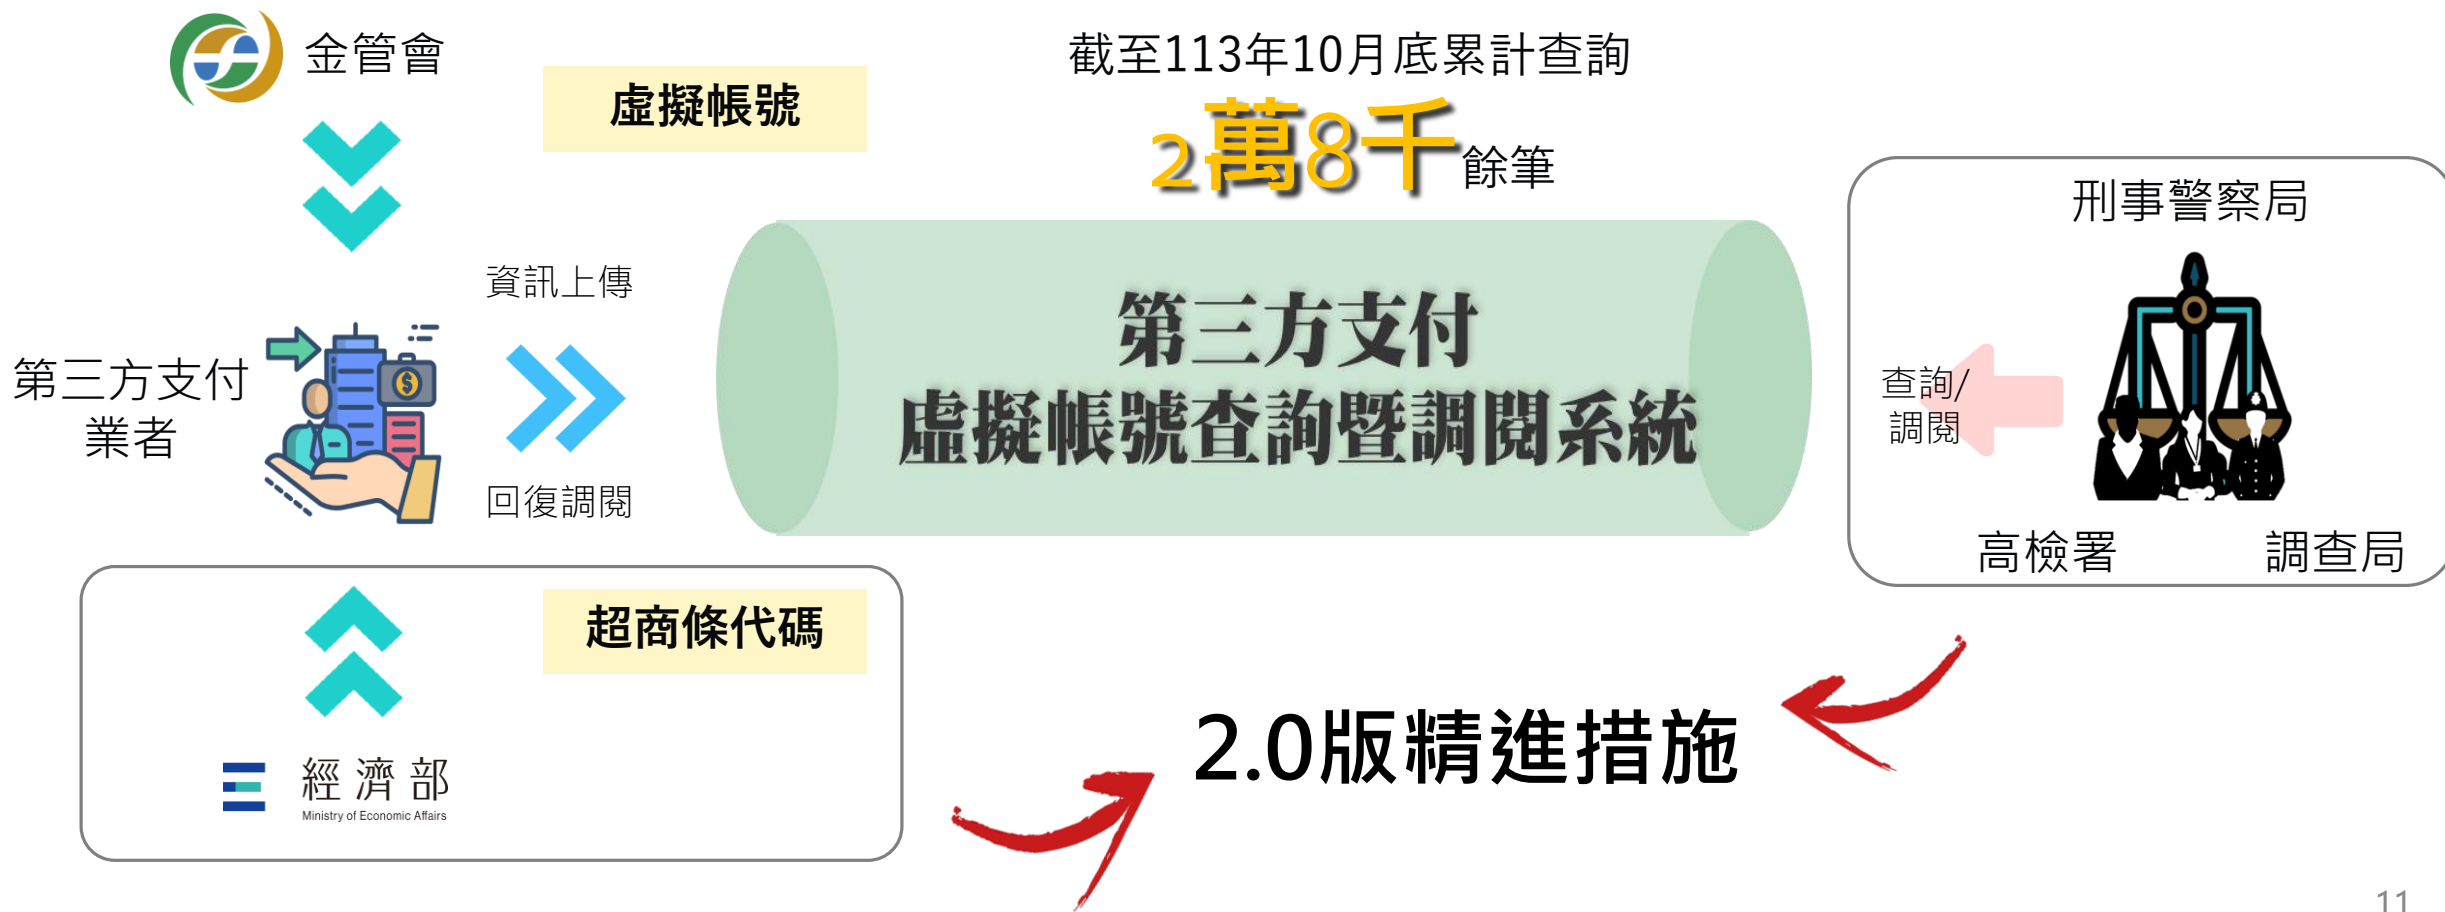 金管會
虛擬帳號
截至113年10月底累計查詢
2萬8千餘筆
資訊上傳
第三方支付
業者
回復調閱
第三方支付
虛擬帳號查詢暨調閱系統
刑事警察局
查詢/
調閱
高檢署
調查局
超商條代碼
經濟部
Ministry of Economic Affairs
2.0版精進措施
11